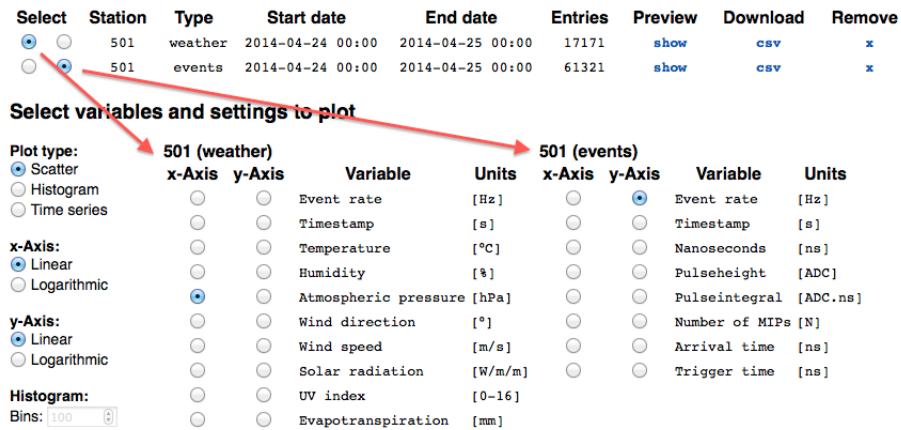 Select Station Type Start date End date Entries Preview Download Remove
501 weather 2014-04-24 00:00 2014-04-25 00:00 17171 show csv x
501 events 2014-04-24 00:00 2014-04-25 00:00 61321 show csv x
Select variables and settings to plot
Plot type:
Scatter
Histogram
Time series
x-Axis:
Linear
Logarithmic
y-Axis:
Linear
Logarithmic
Histogram:
Bins: 100
501 (weather)
x-Axis y-Axis Variable Units
Event rate [Hz]
Timestamp [s]
Temperature [°C]
Humidity [%]
Atmospheric pressure [hPa]
Wind direction [°]
Wind speed [m/s]
Solar radiation [W/m/m]
UV index [0-16]
Evapotranspiration [mm]
501 (events)
x-Axis y-Axis Variable Units
Event rate [Hz]
Timestamp [s]
Nanoseconds [ns]
Pulseheight [ADC]
Pulseintegral [ADC.ns]
Number of MIPs [N]
Arrival time [ns]
Trigger time [ns]